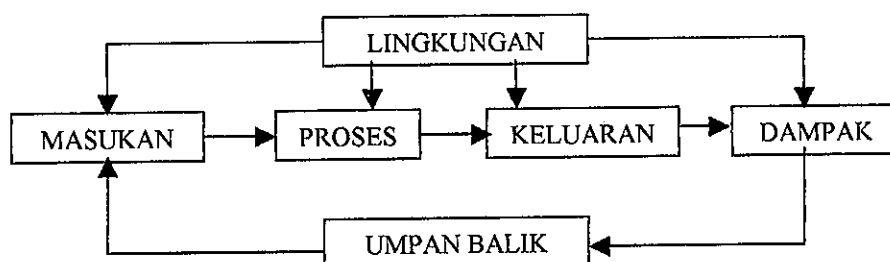 LINGKUNGAN
MASUKAN
PROSES
KELUARAN
DAMPAK
UMPAN BALIK